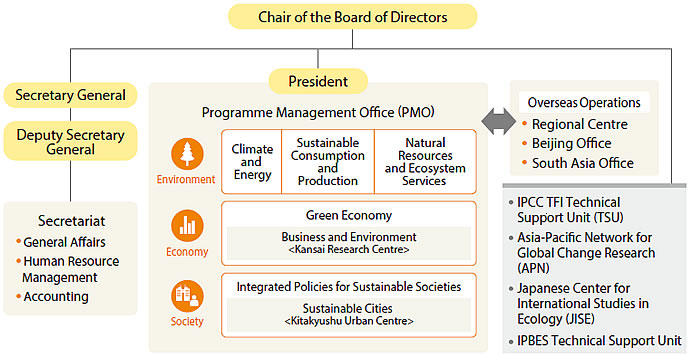 Chair of the Board of Directors
Secretary General
Deputy Secretary
General
Secretariat
• General Affairs
• Human Resource
Management
• Accounting
President
Programme Management Office (PMO)
Environment
Climate
and
Energy
Sustainable
Consumption
and
Production
Natural
Resources
and Ecosystem
Services
Economy
Green Economy
Business and Environment
<Kansai Research Centre>
Society
Integrated Policies for Sustainable Societies
Sustainable Cities
<Kitakyushu Urban Centre>
Overseas Operations
• Regional Centre
• Beijing Office
• South Asia Office
• IPCC TFI Technical
Support Unit (TSU)
• Asia-Pacific Network for
Global Change Research
(APN)
• Japanese Center for
International Studies in
Ecology (JISE)
• IPBES Technical Support Unit